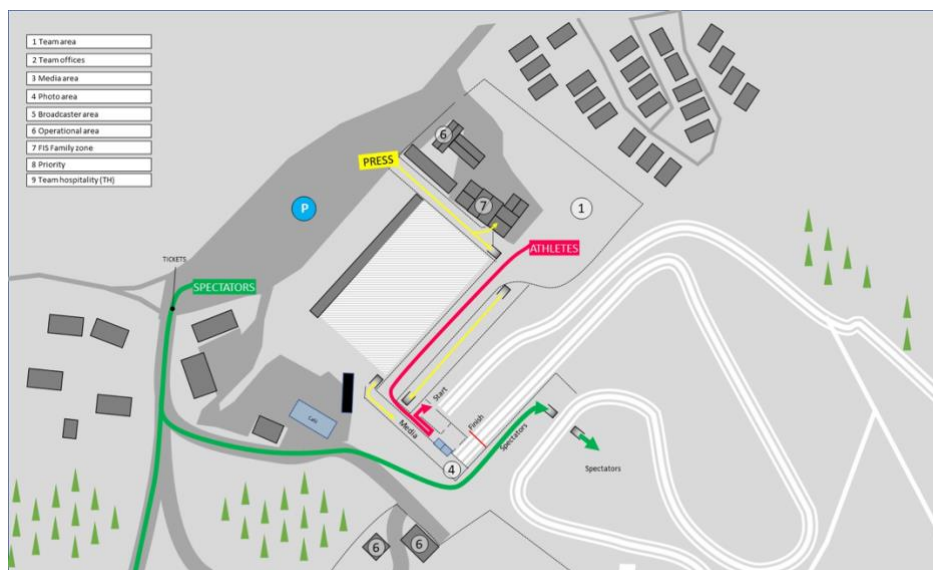 1 Team area
2 Team offices
3 Media area
4 Photo area
5 Broadcaster area
6 Operational area
7 FIS Family zone
8 Priority
9 Team hospitality (TH)
6
PRESS
7
1
P
ATHLETES
TICKETS
SPECTATORS
Start
Cafe
Media
Finish
Spectators
4
Spectators
6
6